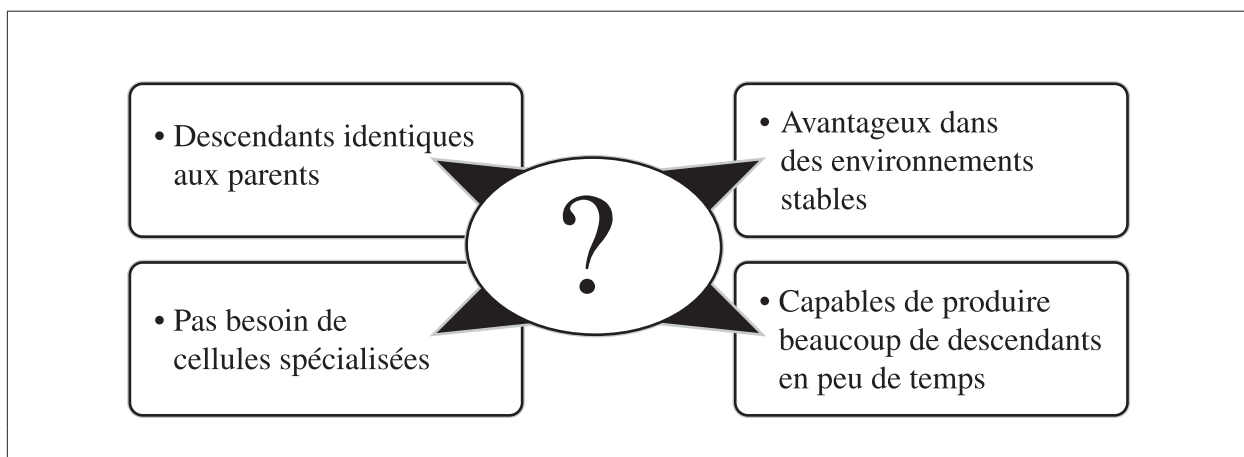 • Descendants identiques
aux parents
• Avantageux dans
des environnements
stables
?
• Pas besoin de
cellules spécialisées
• Capables de produire
beaucoup de descendants
en peu de temps